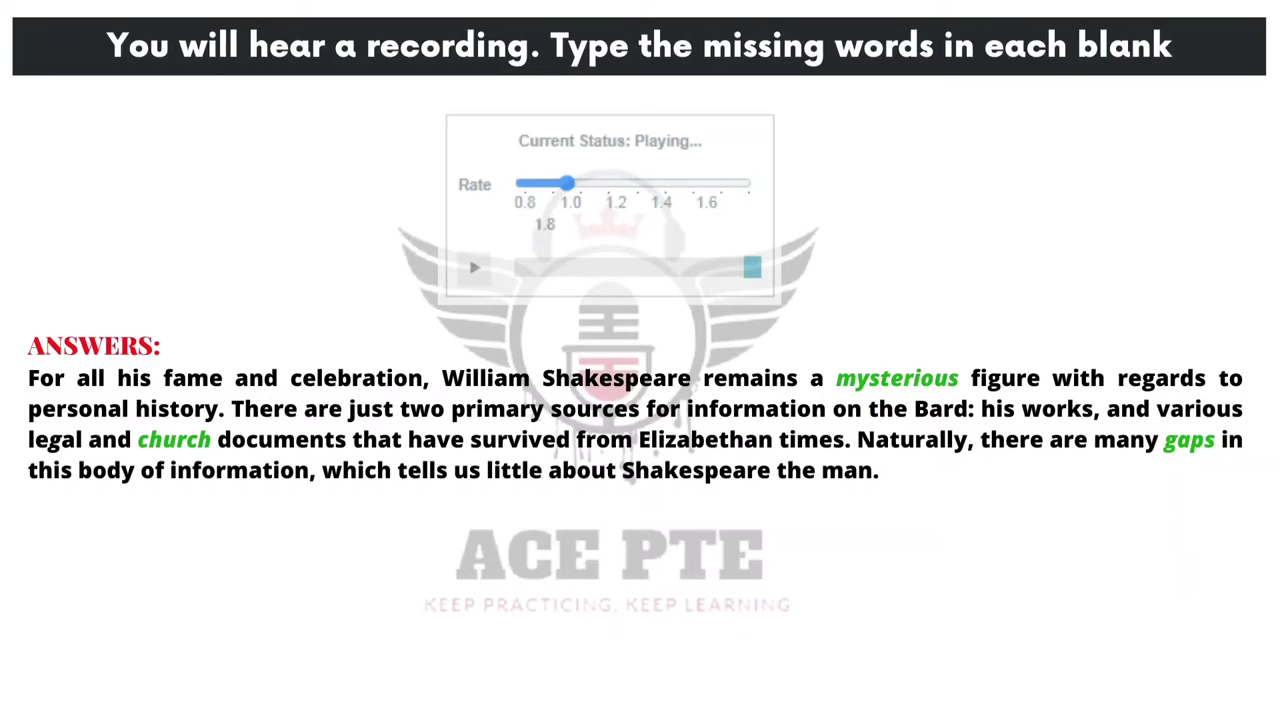 You will hear a recording. Type the missing words in each blank
Current Status: Playing...
Rate
0.8 1.0 1.2 1.4 1.6
1.8
ANSWERS:
For all his fame and celebration, William Shakespeare remains a mysterious figure with regards to
personal history. There are just two primary sources for information on the Bard: his works, and various
legal and church documents that have survived from Elizabethan times. Naturally, there are many gaps in
this body of information, which tells us little about Shakespeare the man.
ACE PTE
KEEP PRACTICING, KEEP LEARNING